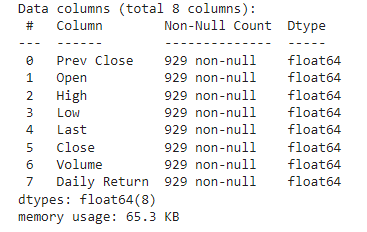 Data columns (total 8 columns):
 #   Column        Non-Null Count  Dtype
---  ------        --------------  -----
 0   Prev Close    929 non-null    float64
 1   Open          929 non-null    float64
 2   High          929 non-null    float64
 3   Low           929 non-null    float64
 4   Last          929 non-null    float64
 5   Close         929 non-null    float64
 6   Volume        929 non-null    float64
 7   Daily Return  929 non-null    float64
dtypes: float64(8)
memory usage: 65.3 KB